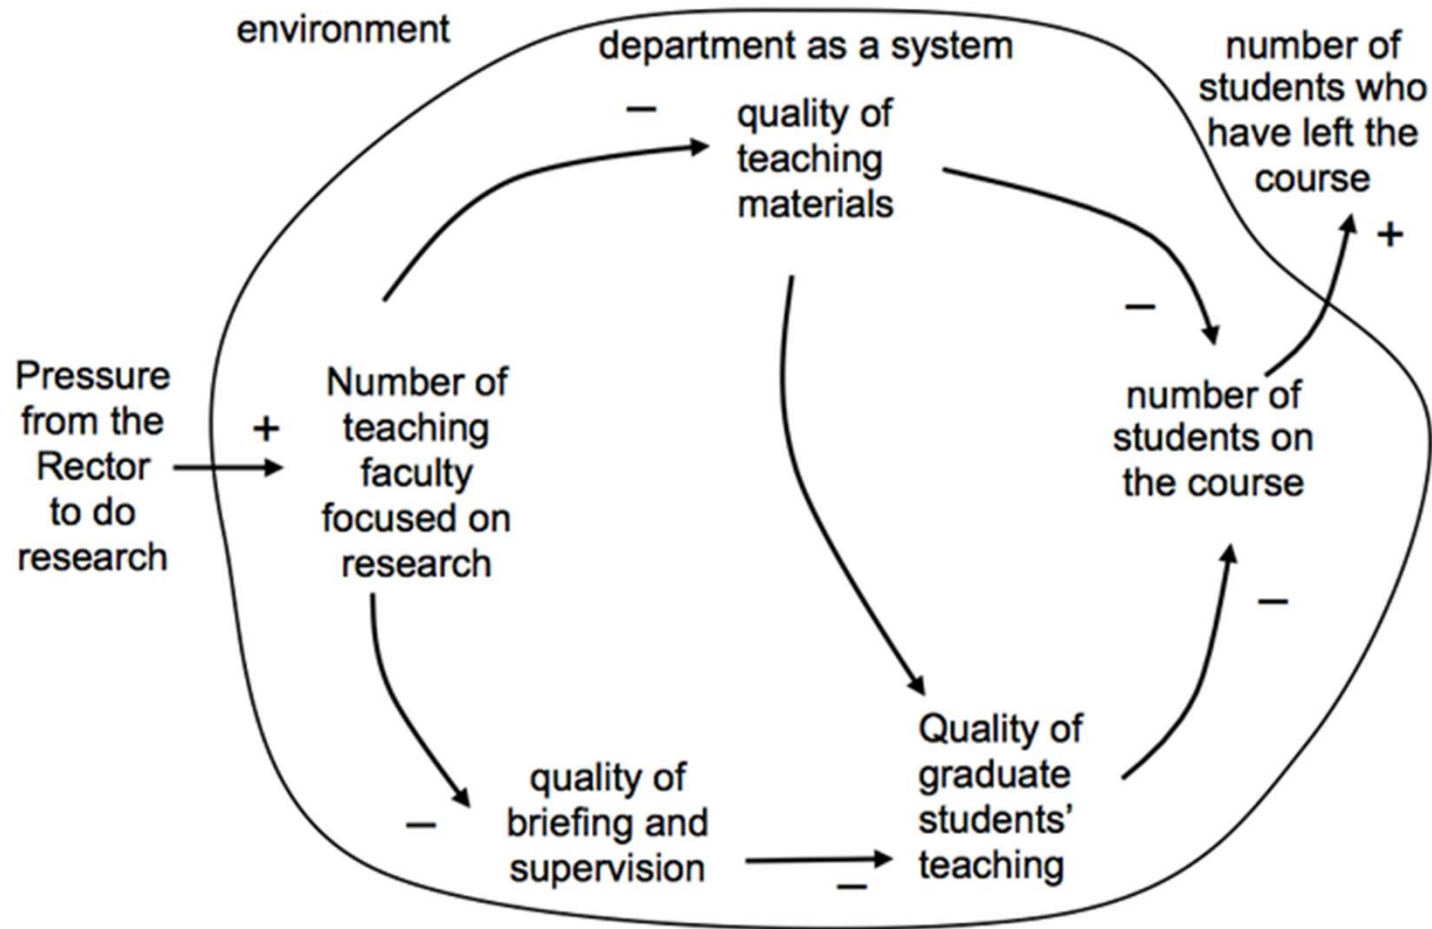 environment
department as a system
number of
students who
have left the
course
–
quality of
teaching
materials
+
–
Pressure
from the
Rector
to do
research
+
Number of
teaching
faculty
focused on
research
number of
students on
the course
–
–
quality of
briefing and
supervision
–
Quality of
graduate
students’
teaching